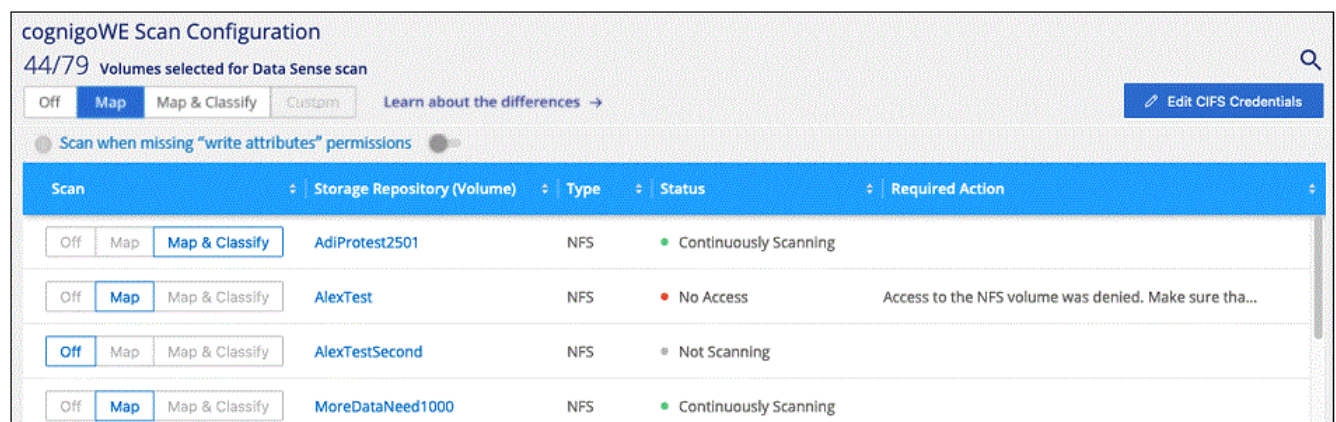 cognigoWE Scan Configuration
44/79 Volumes selected for Data Sense scan
Off Map Map & Classify Custom Learn about the differences → Edit CIFS Credentials
Scan when missing “write attributes” permissions
Scan Storage Repository (Volume) Type Status Required Action
Off Map Map & Classify AdiProtest2501 NFS Continuously Scanning
Off Map Map & Classify AlexTest NFS No Access Access to the NFS volume was denied. Make sure tha...
Off Map Map & Classify AlexTestSecond NFS Not Scanning
Off Map Map & Classify MoreDataNeed1000 NFS Continuously Scanning